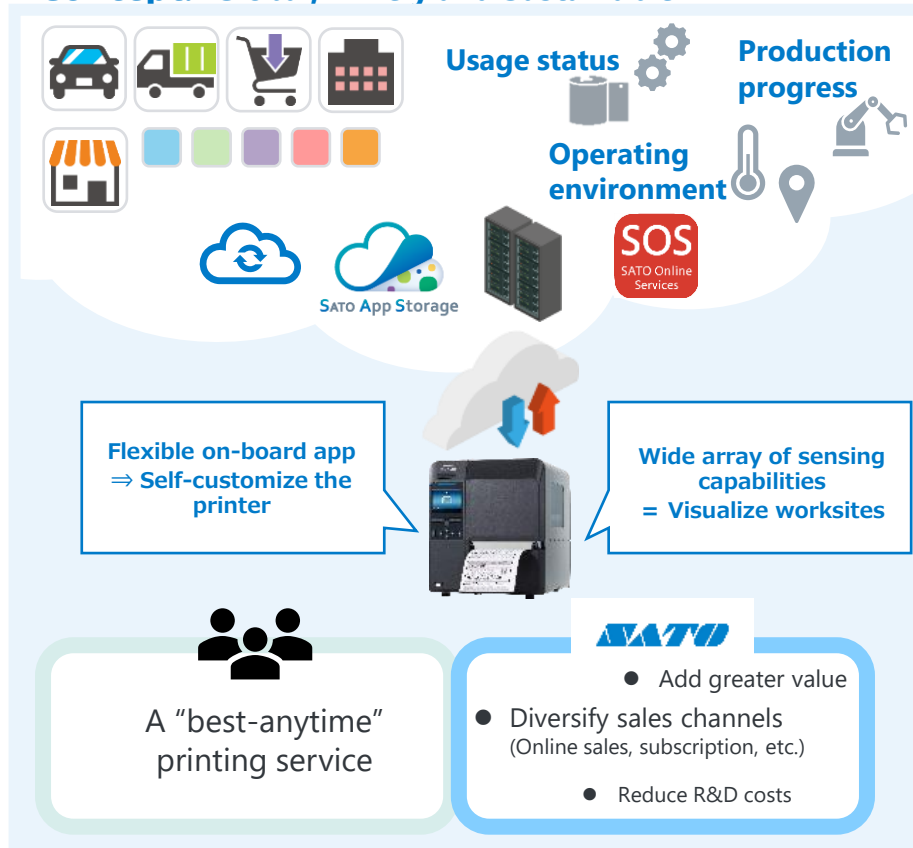 Usage status
Production
progress
Operating
environment
SATO App Storage
SOS
SATO Online
Services
Flexible on-board app
⇒ Self-customize the
printer
Wide array of sensing
capabilities
= Visualize worksites
A “best-anytime”
printing service
SATO
● Add greater value
● Diversify sales channels
(Online sales, subscription, etc.)
● Reduce R&D costs